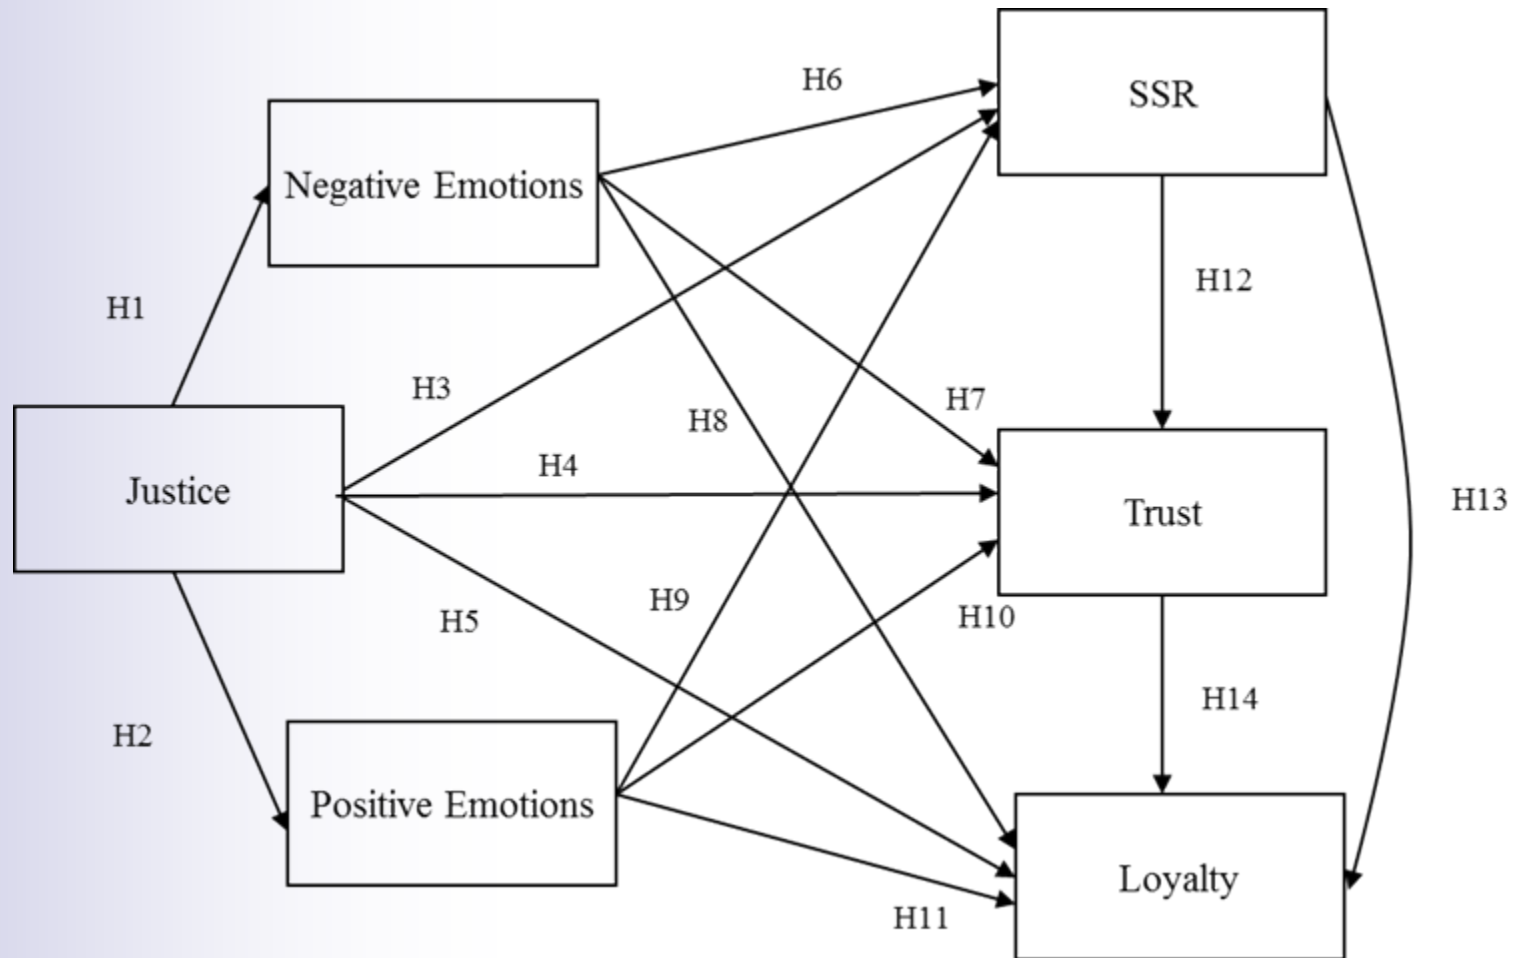 H6
SSR
Negative Emotions
H12
H1
H3
H7
H8
H4
Justice
H13
Trust
H9
H10
H5
H14
H2
Positive Emotions
Loyalty
H11